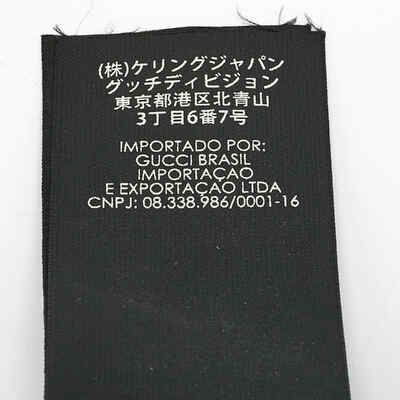 (株)ケリングジャパン
グッチディビジョン
東京都港区北青山
3丁目6番7号
IMPORTADO POR:
GUCCI BRASIL
IMPORTAÇAO
E EXPORTAÇAO LTDA
CNPJ: 08.338.986/0001-16